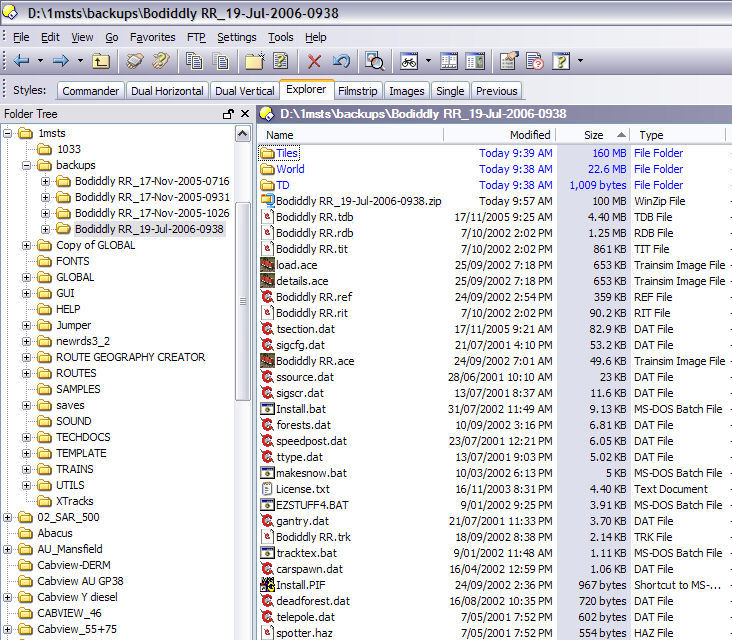 D:\1msts\backups\Bodiddly RR_19-Jul-2006-0938
File Edit View Go Favorites FTP Settings Tools Help
Styles: Commander Dual Horizontal Dual Vertical Explorer Filmstrip Images Single Previous
Folder Tree
1msts
1033
backups
Bodiddly RR_17-Nov-2005-0716
Bodiddly RR_17-Nov-2005-0931
Bodiddly RR_17-Nov-2005-1026
Bodiddly RR_19-Jul-2006-0938
Copy of GLOBAL
FONTS
GLOBAL
GUI
HELP
Jumper
newrds3_2
ROUTE GEOGRAPHY CREATOR
ROUTES
SAMPLES
saves
SOUND
TECHDOCS
TEMPLATE
TRAINS
UTILS
XTracks
02_SAR_500
Abacus
AU_Mansfield
Cabview-DERM
Cabview AU GP38
Cabview Y diesel
CABVIEW_46
Cabview_55+75
D:\1msts\backups\Bodiddly RR_19-Jul-2006-0938
Name Modified Size Type
Tiles Today 9:39 AM 160 MB File Folder
World Today 9:38 AM 22.6 MB File Folder
TD Today 9:38 AM 1,009 bytes File Folder
Bodiddly RR_19-Jul-2006-0938.zip Today 9:57 AM 100 MB WinZip File
Bodiddly RR.tdb 17/11/2005 9:25 AM 4.40 MB TDB File
Bodiddly RR.rdb 7/10/2002 2:02 PM 1.25 MB RDB File
Bodiddly RR.tit 7/10/2002 2:02 PM 861 KB TIT File
load.ace 25/09/2002 7:18 PM 653 KB Trainsim Image File
details.ace 25/09/2002 7:18 PM 653 KB Trainsim Image File
Bodiddly RR.ref 24/09/2002 2:54 PM 359 KB REF File
Bodiddly RR.rit 7/10/2002 2:02 PM 90.2 KB RIT File
tsection.dat 17/11/2005 9:21 AM 82.9 KB DAT File
sigcfg.dat 21/07/2001 4:10 PM 53.2 KB DAT File
Bodiddly RR.ace 24/09/2002 7:01 AM 49.6 KB Trainsim Image File
ssource.dat 28/06/2001 10:10 AM 23 KB DAT File
sigscr.dat 13/07/2001 8:37 AM 11.6 KB DAT File
Install.bat 31/07/2002 11:49 AM 9.13 KB MS-DOS Batch File
forests.dat 10/09/2002 3:16 PM 6.81 KB DAT File
speedpost.dat 23/07/2001 12:21 PM 6.05 KB DAT File
ttype.dat 13/07/2001 9:03 PM 5.02 KB DAT File
makesnow.bat 10/03/2002 6:13 PM 5 KB MS-DOS Batch File
License.txt 16/11/2003 8:31 PM 4.40 KB Text Document
EZSTUFF4.BAT 9/01/2002 9:25 PM 3.91 KB MS-DOS Batch File
gantry.dat 21/07/2001 11:33 PM 3.70 KB DAT File
Bodiddly RR.trk 18/09/2002 8:38 PM 2.14 KB TRK File
tracktex.bat 9/01/2002 11:48 AM 1.11 KB MS-DOS Batch File
carspawn.dat 16/04/2002 12:59 PM 1.06 KB DAT File
Install.PIF 24/09/2002 2:36 PM 967 bytes Shortcut to MS-...
deadforest.dat 16/08/2002 10:35 PM 720 bytes DAT File
telepole.dat 7/05/2001 7:52 PM 602 bytes DAT File
spotter.haz 7/05/2001 7:52 PM 554 bytes HAZ File